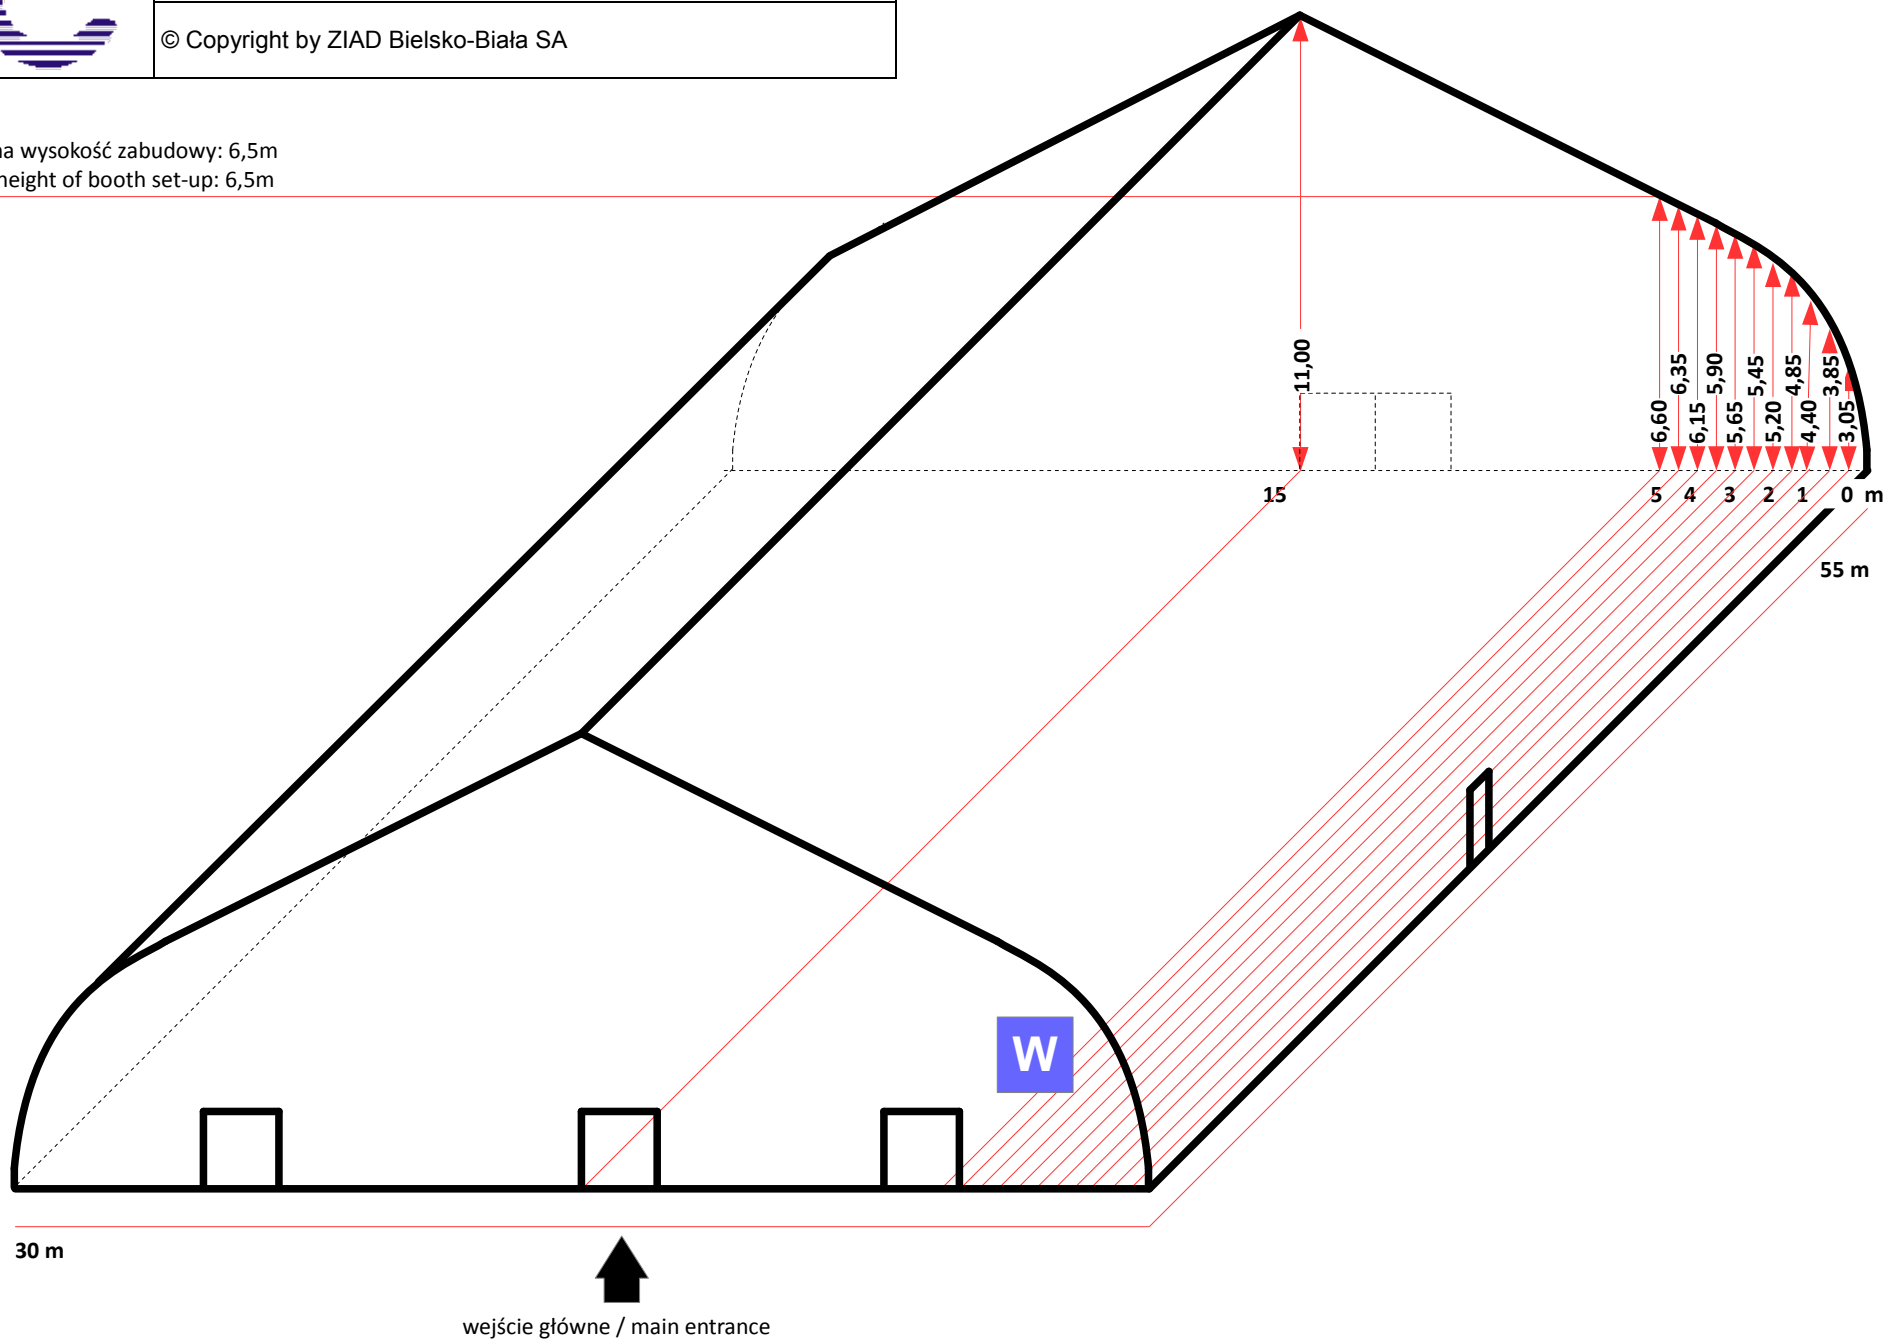 © Copyright by ZIAD Bielsko-Biała SA
na wysokość zabudowy: 6,5m
height of booth set-up: 6,5m
11,00
6,60
6,35
6,15
5,90
5,65
5,45
5,20
4,85
4,40
3,85
3,05
15
5 4 3 2 1 0 m
55 m
W
30 m
wejście główne / main entrance